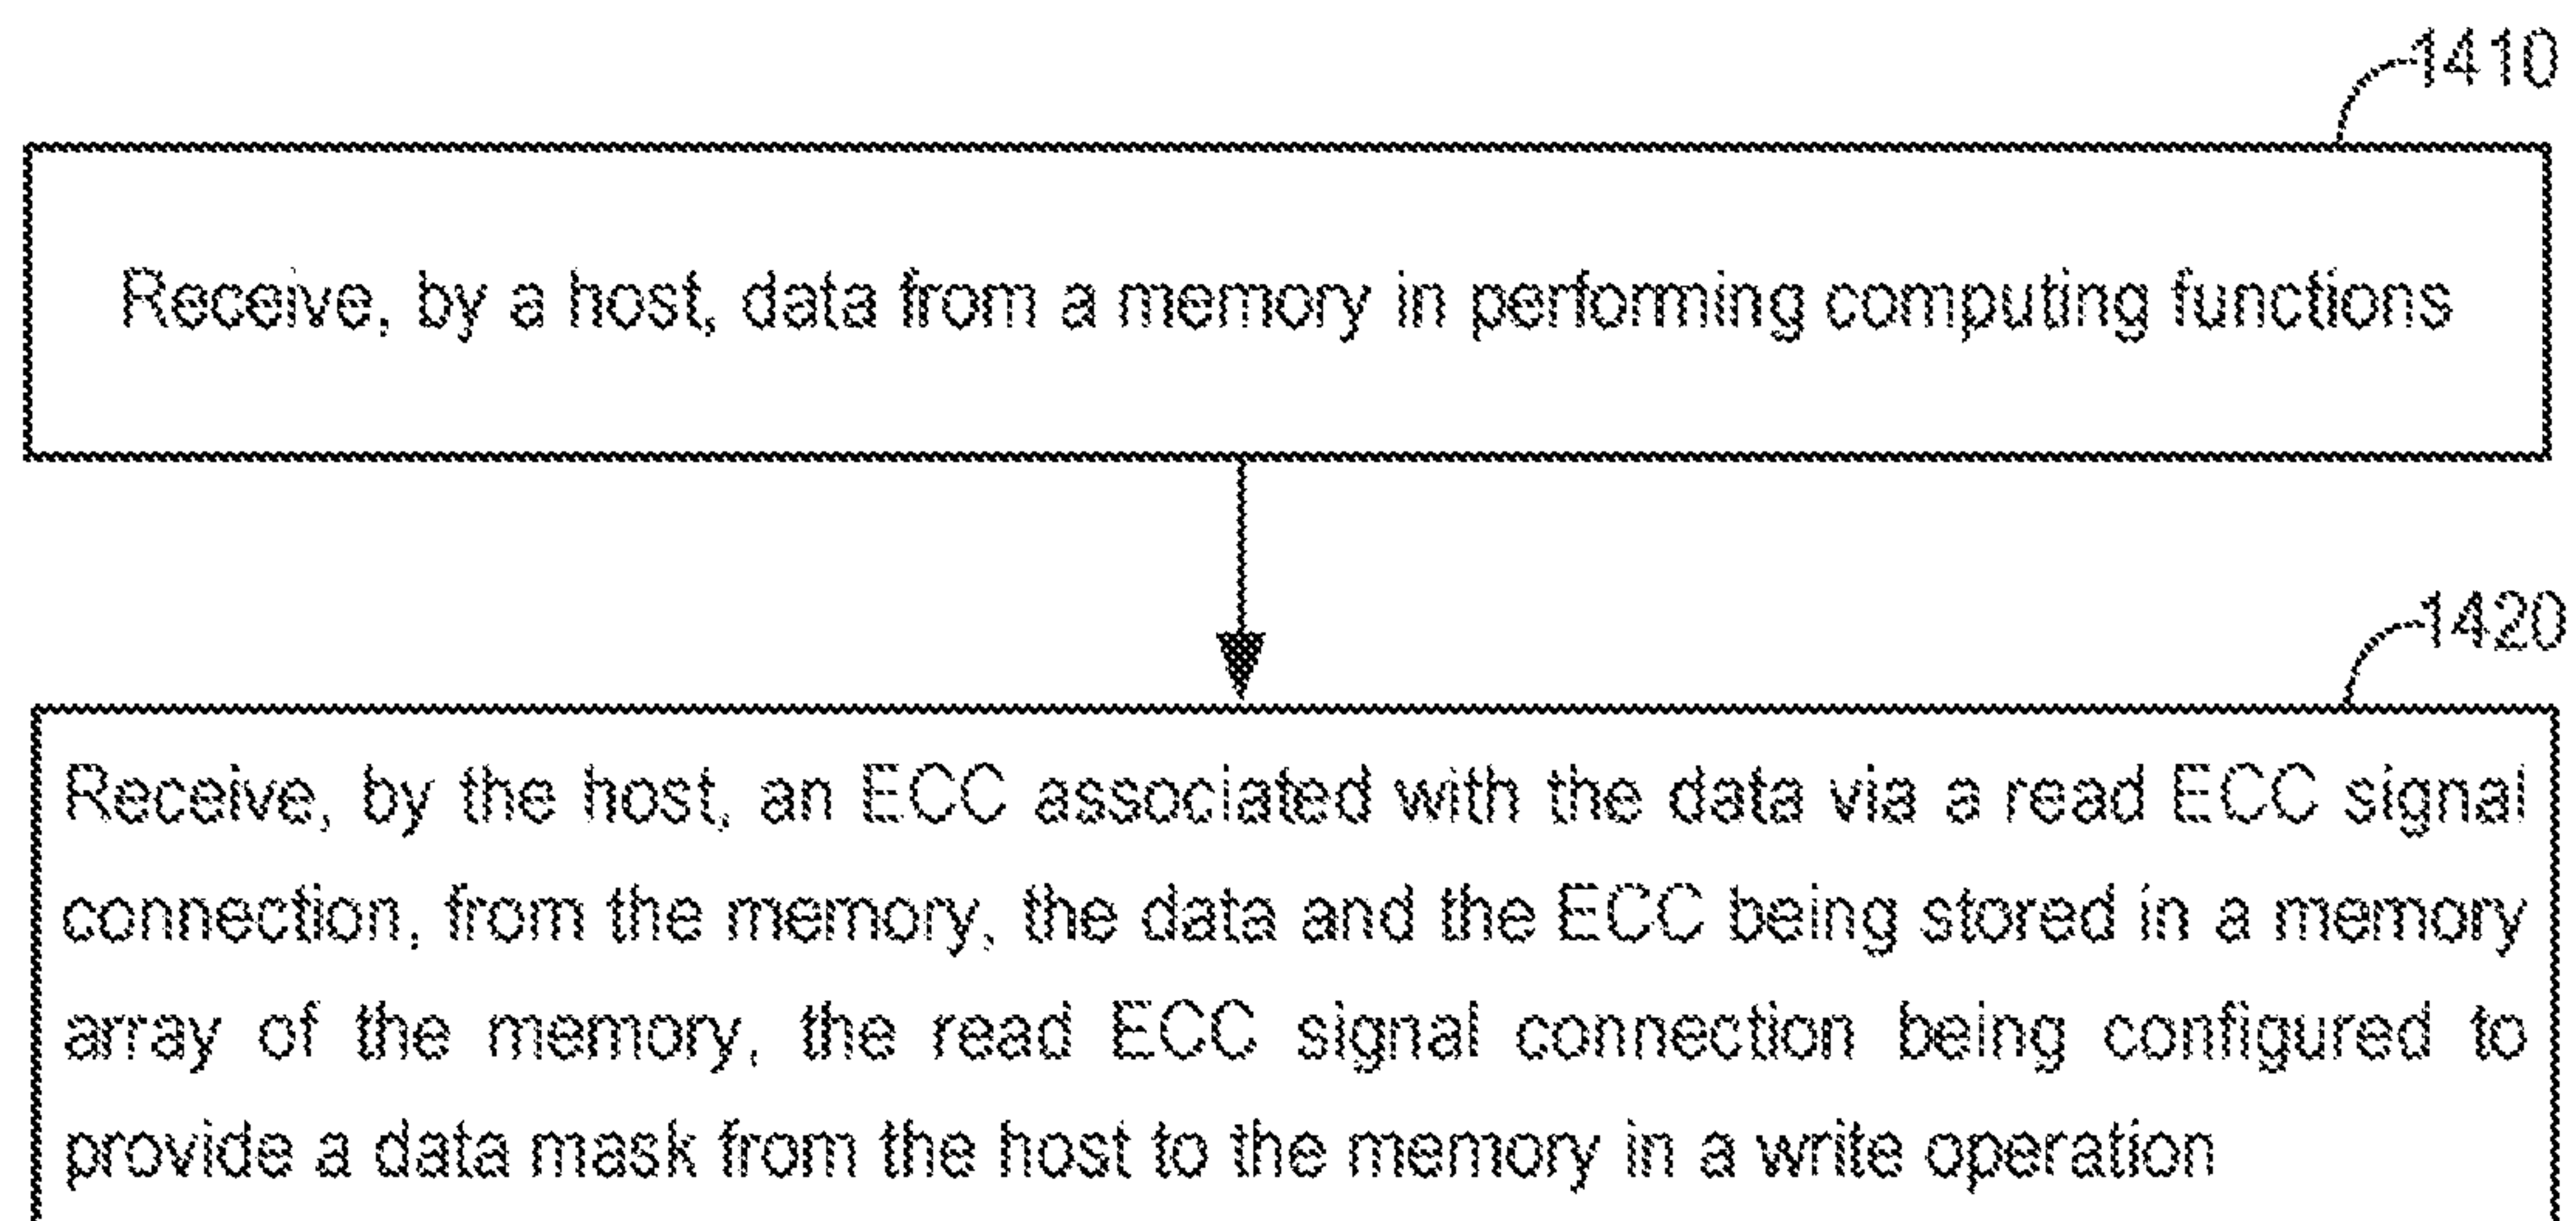 1410
Receive, by a host, data from a memory in performing computing functions
1420
Receive, by the host, an ECC associated with the data via a read ECC signal
connection, from the memory, the data and the ECC being stored in a memory
array of the memory, the read ECC signal connection being configured to
provide a data mask from the host to the memory in a write operation